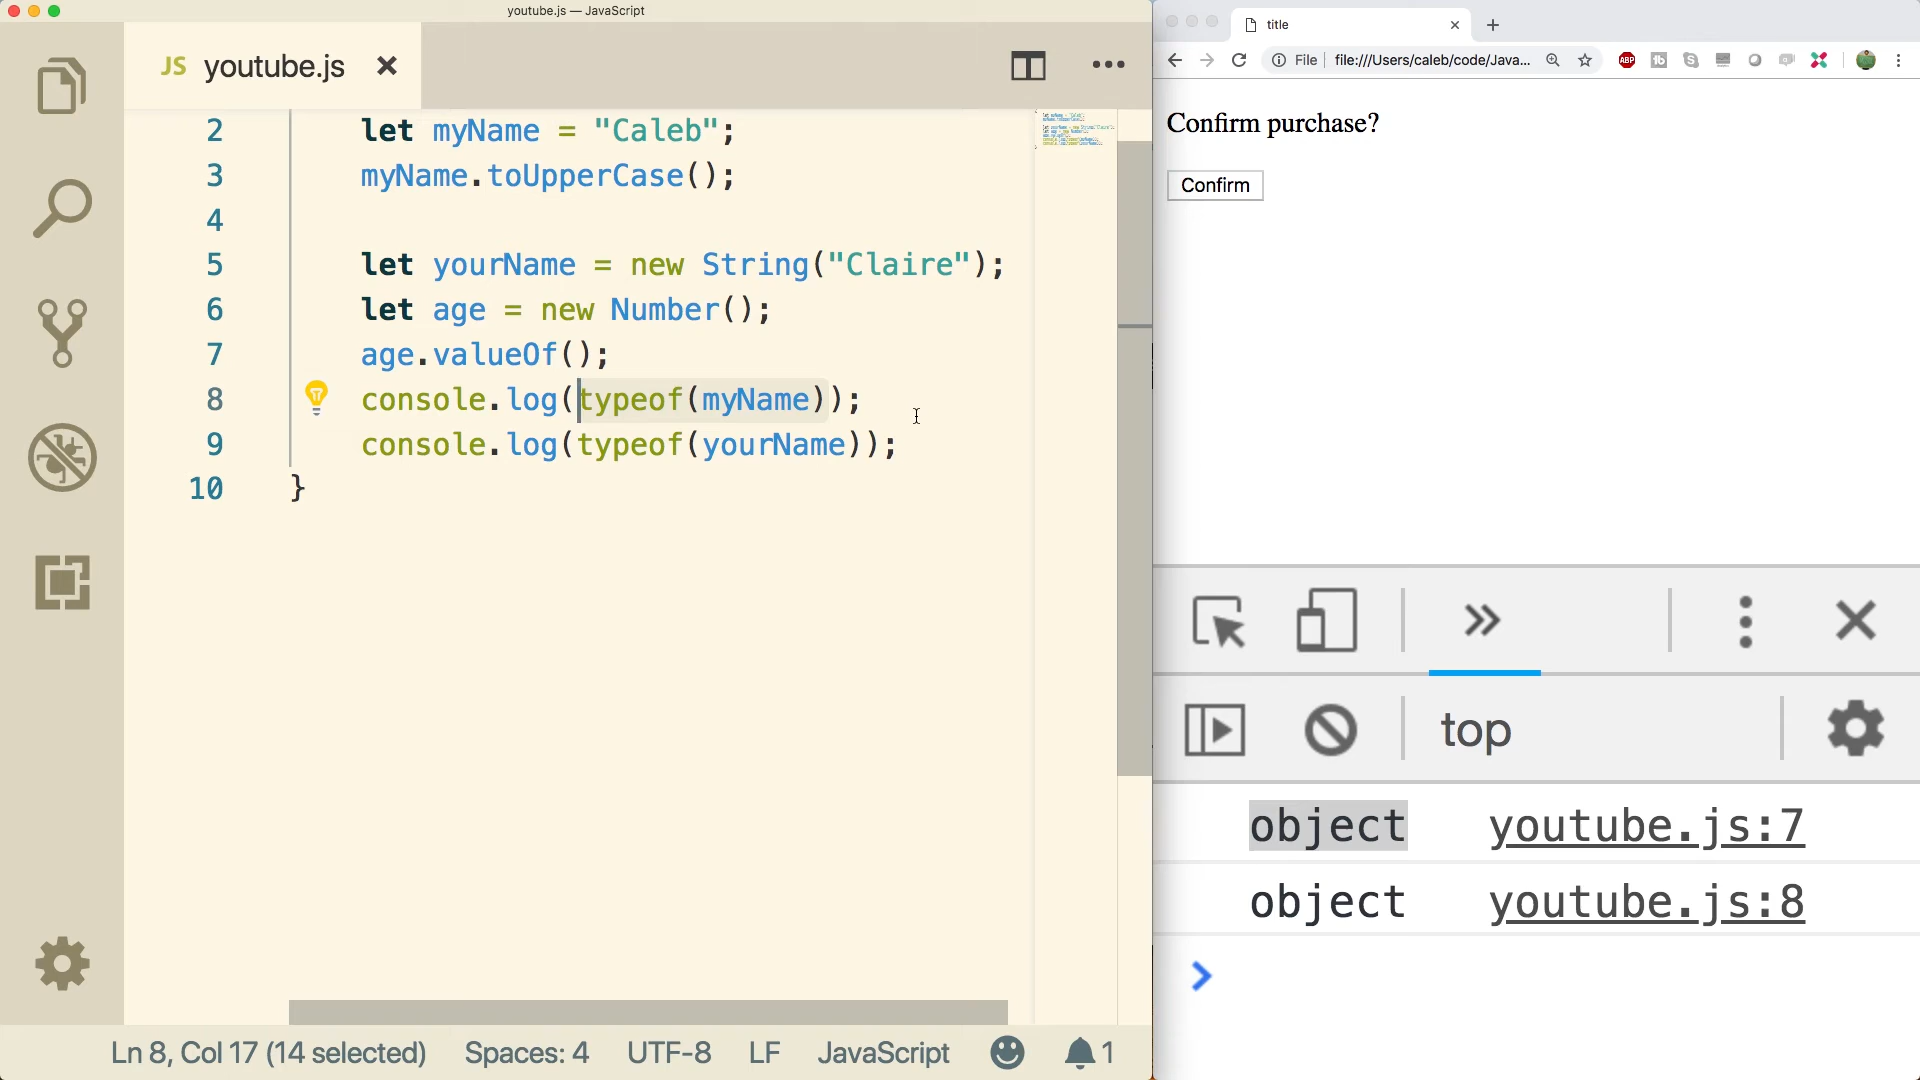 youtube.js — JavaScript
JS youtube.js
2 let myName = "Caleb";
3 myName.toUpperCase();
4
5 let yourName = new String("Claire");
6 let age = new Number();
7 age.valueOf();
8 console.log(typeof(myName));
9 console.log(typeof(yourName));
10 }
Ln 8, Col 17 (14 selected) Spaces: 4 UTF-8 LF JavaScript 1
title
File file:///Users/caleb/code/Java...
ABP
Confirm purchase?
Confirm
top
object youtube.js:7
object youtube.js:8